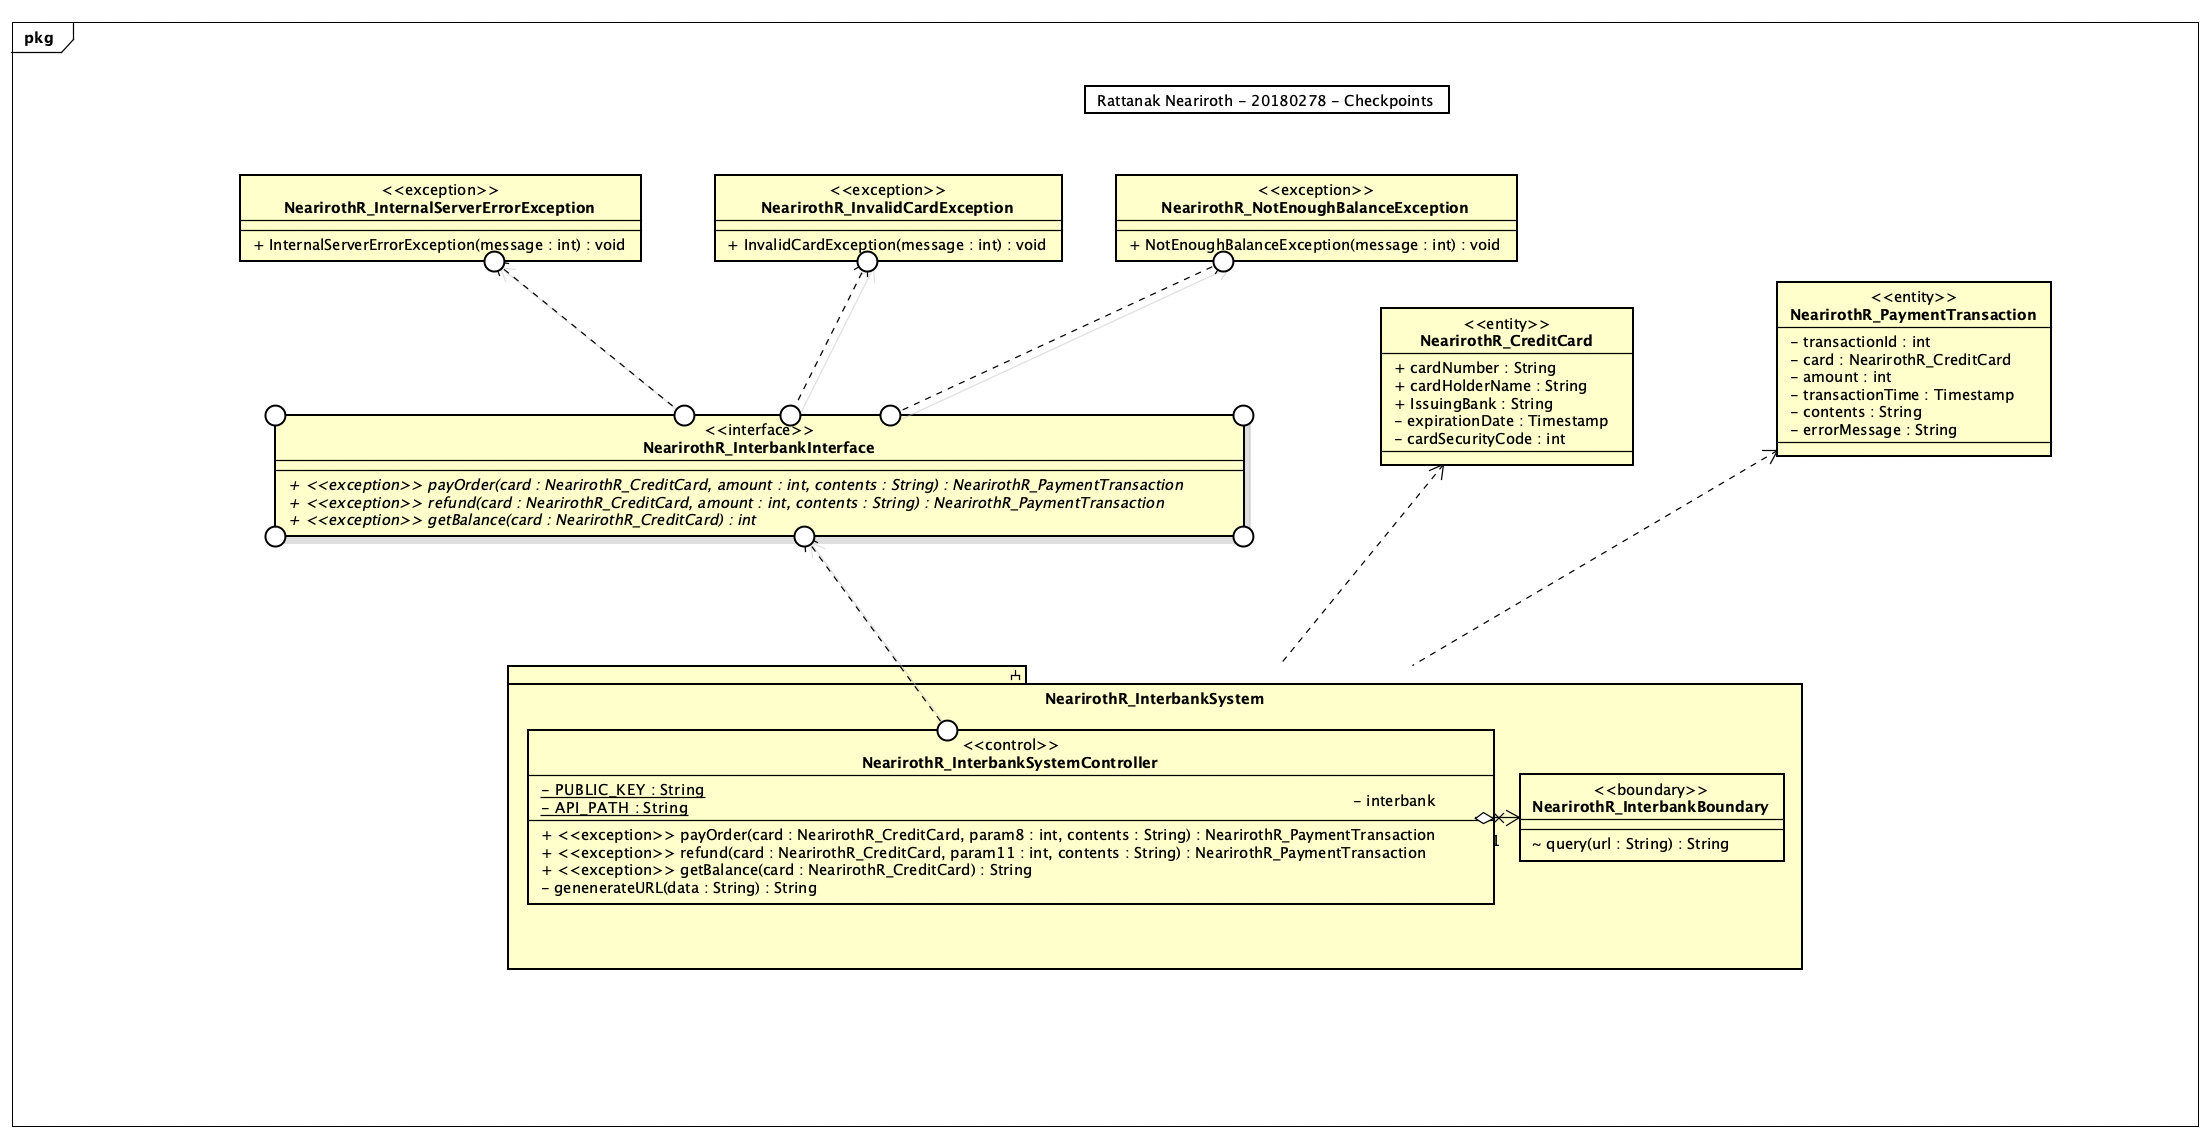 pkg
Rattanak Neariroth – 20180278 – Checkpoints
<<exception>>
NearirothR_InternalServerErrorException
+ InternalServerErrorException(message : int) : void
<<exception>>
NearirothR_InvalidCardException
+ InvalidCardException(message : int) : void
<<exception>>
NearirothR_NotEnoughBalanceException
+ NotEnoughBalanceException(message : int) : void
<<entity>>
NearirothR_PaymentTransaction
– transactionId : int
– card : NearirothR_CreditCard
– amount : int
– transactionTime : Timestamp
– contents : String
– errorMessage : String
<<entity>>
NearirothR_CreditCard
+ cardNumber : String
+ cardHolderName : String
+ IssuingBank : String
– expirationDate : Timestamp
– cardSecurityCode : int
<<interface>>
NearirothR_InterbankInterface
+ <<exception>> payOrder(card : NearirothR_CreditCard, amount : int, contents : String) : NearirothR_PaymentTransaction
+ <<exception>> refund(card : NearirothR_CreditCard, amount : int, contents : String) : NearirothR_PaymentTransaction
+ <<exception>> getBalance(card : NearirothR_CreditCard) : int
NearirothR_InterbankSystem
<<control>>
NearirothR_InterbankSystemController
– PUBLIC_KEY : String
– API_PATH : String
– interbank
1
+ <<exception>> payOrder(card : NearirothR_CreditCard, param8 : int, contents : String) : NearirothR_PaymentTransaction
+ <<exception>> refund(card : NearirothR_CreditCard, param11 : int, contents : String) : NearirothR_PaymentTransaction
+ <<exception>> getBalance(card : NearirothR_CreditCard) : String
– genenerateURL(data : String) : String
<<boundary>>
NearirothR_InterbankBoundary
~ query(url : String) : String